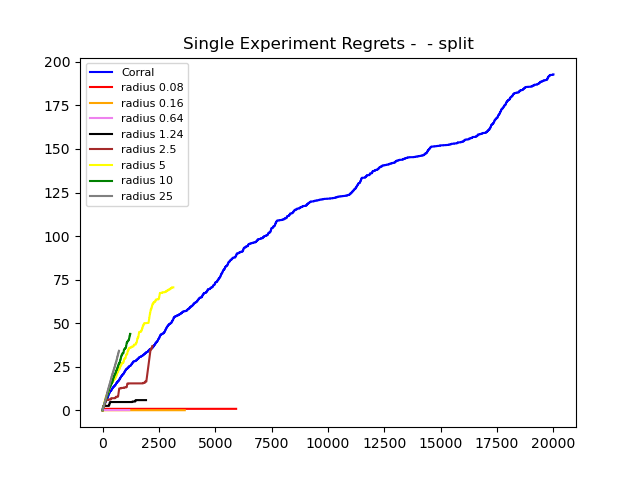 Single Experiment Regrets -  - split
200
175
150
125
100
75
50
25
0
Corral
radius 0.08
radius 0.16
radius 0.64
radius 1.24
radius 2.5
radius 5
radius 10
radius 25
0 2500 5000 7500 10000 12500 15000 17500 20000